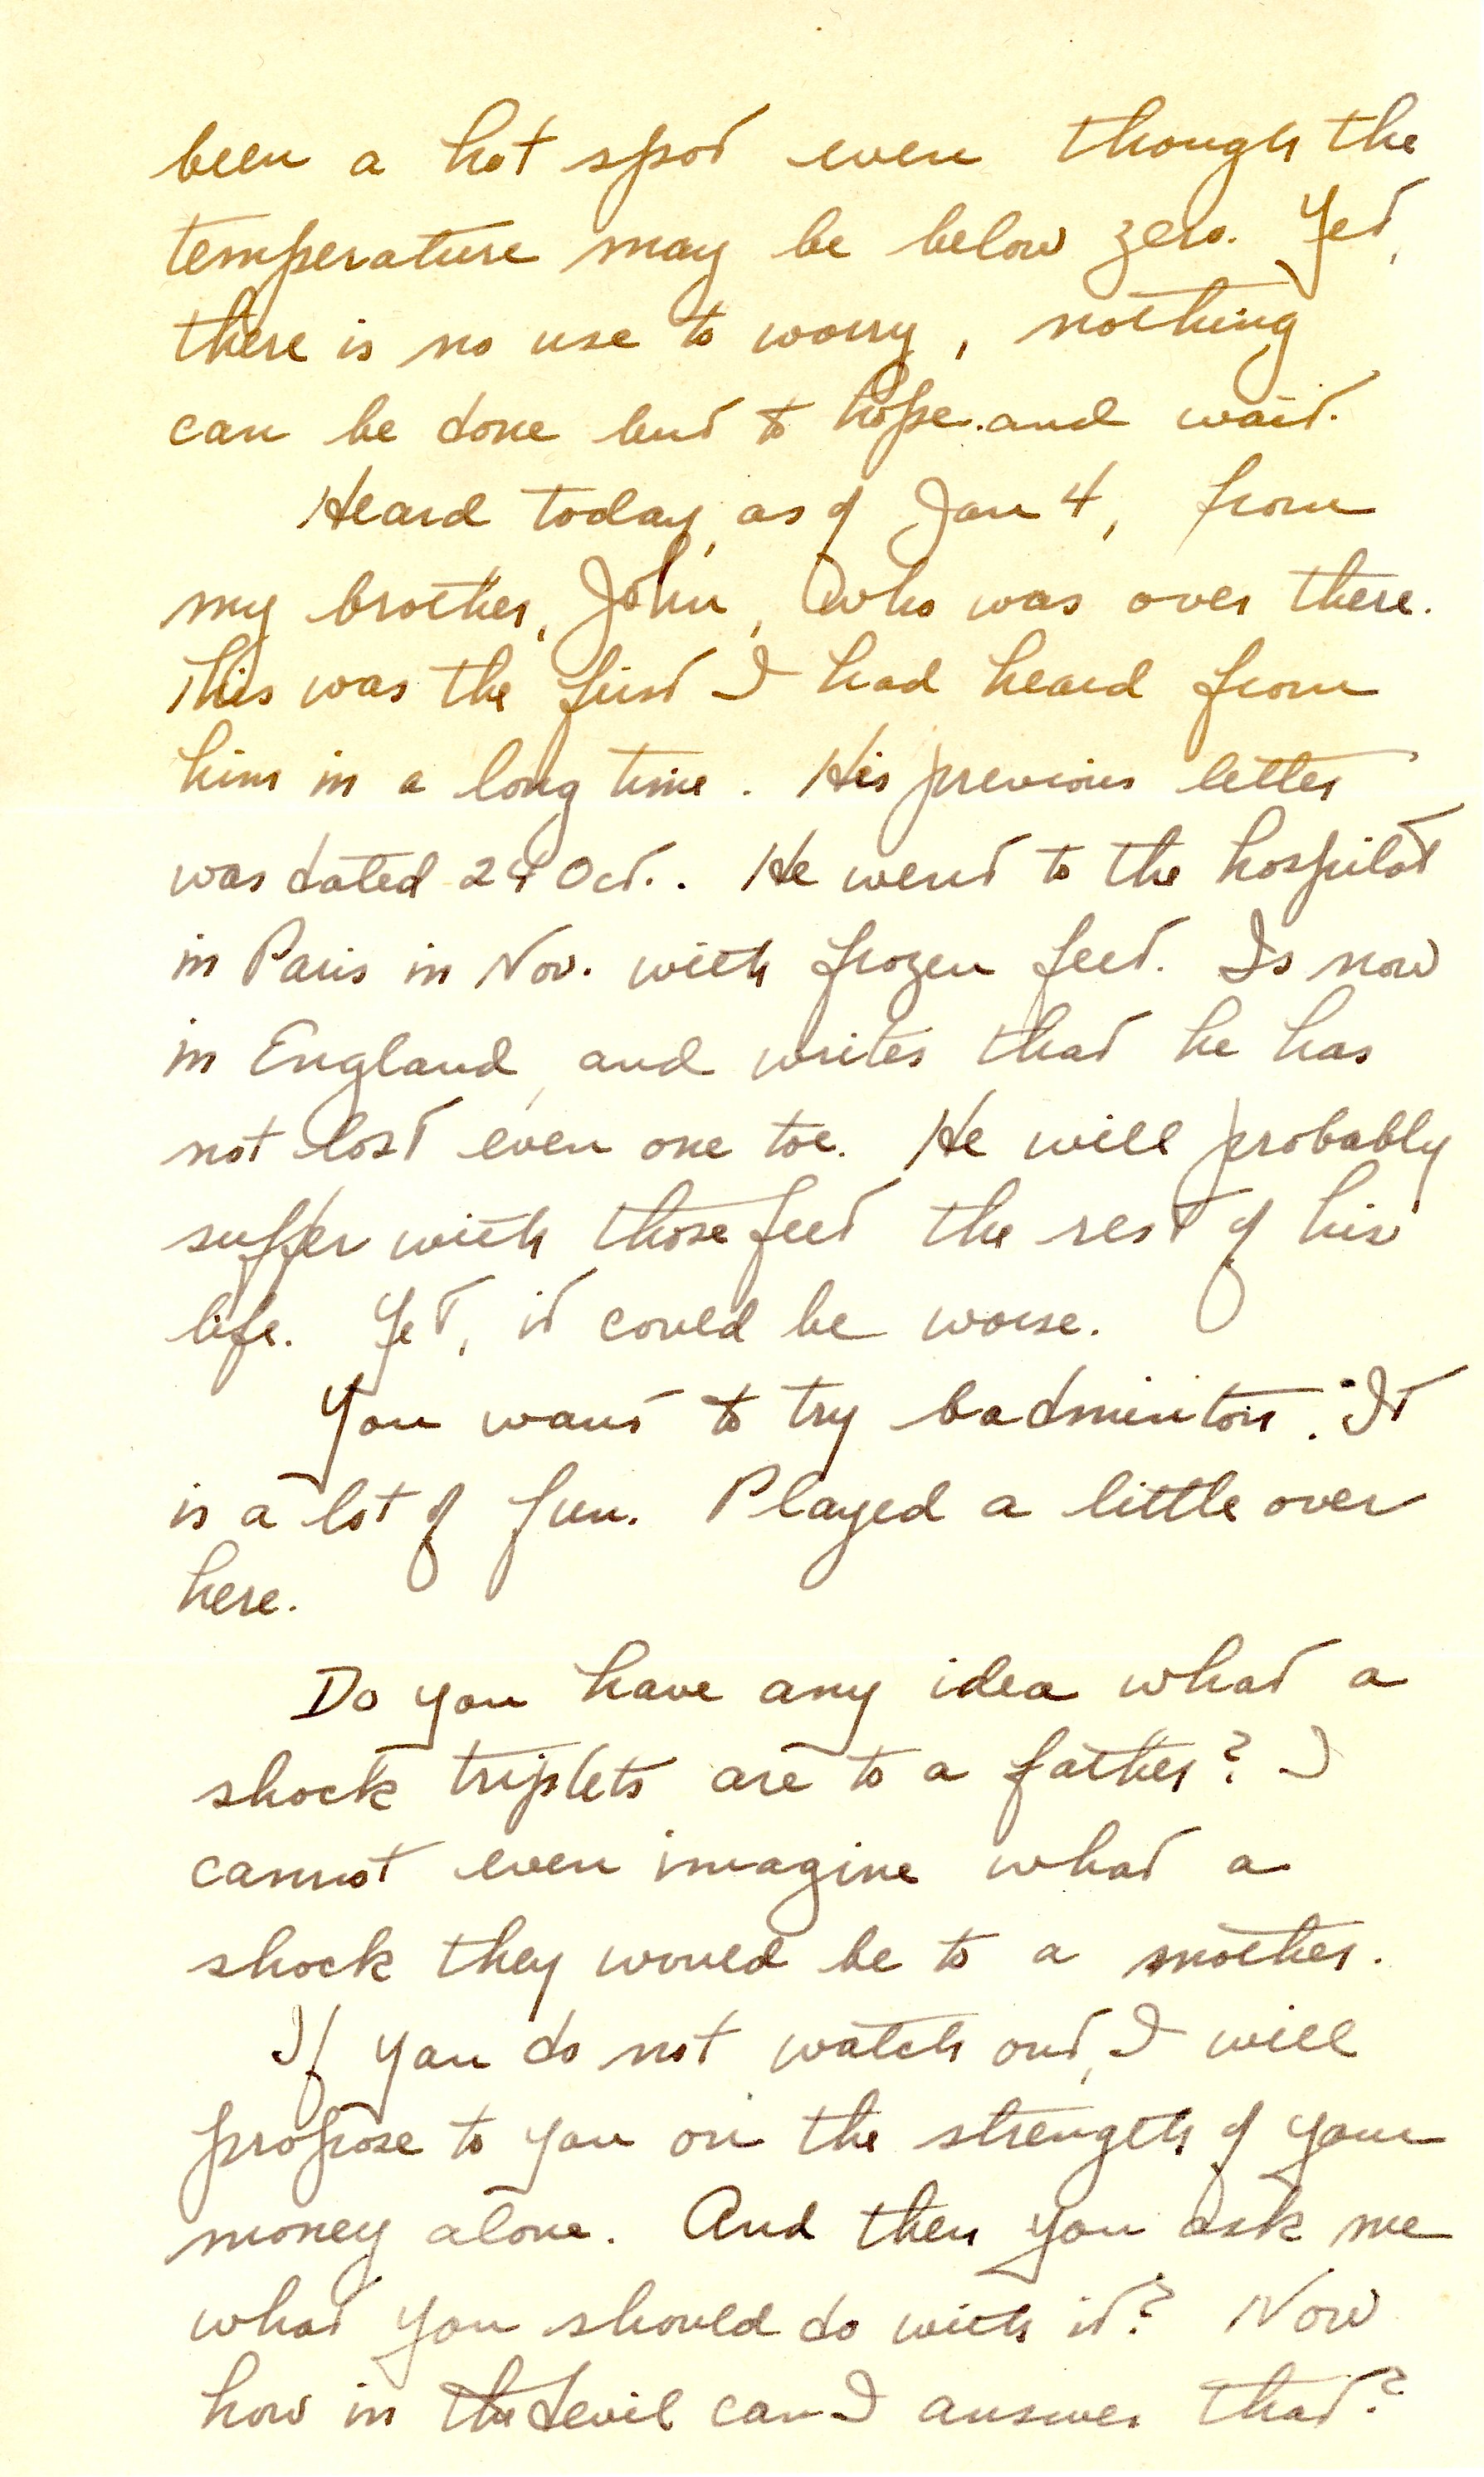 been a hot spot even though the
temperature may be below zero. Yet,
there is no use to worry, nothing
can be done but to hope and wait.
Heard today, as of Jan 4, from
my brother, John, who was over there.
This was the first I had heard from
him in a long time. His previous letter
was dated 24 Oct.. He went to the hospital
in Paris in Nov. with frozen feet. Is now
in England, and writes that he has
not lost even one toe. He will probably
suffer with those feet the rest of his
life. Yet, it could be worse.
You want to try badminton. It
is a lot of fun. Played a little over
here.
Do you have any idea what a
shock triplets are to a father? I
cannot even imagine what a
shock they would be to a mother.
If you do not watch out, I will
propose to you on the strength of your
money alone. And then you ask me
what you should do with it? Now
how in the devil can I answer that?